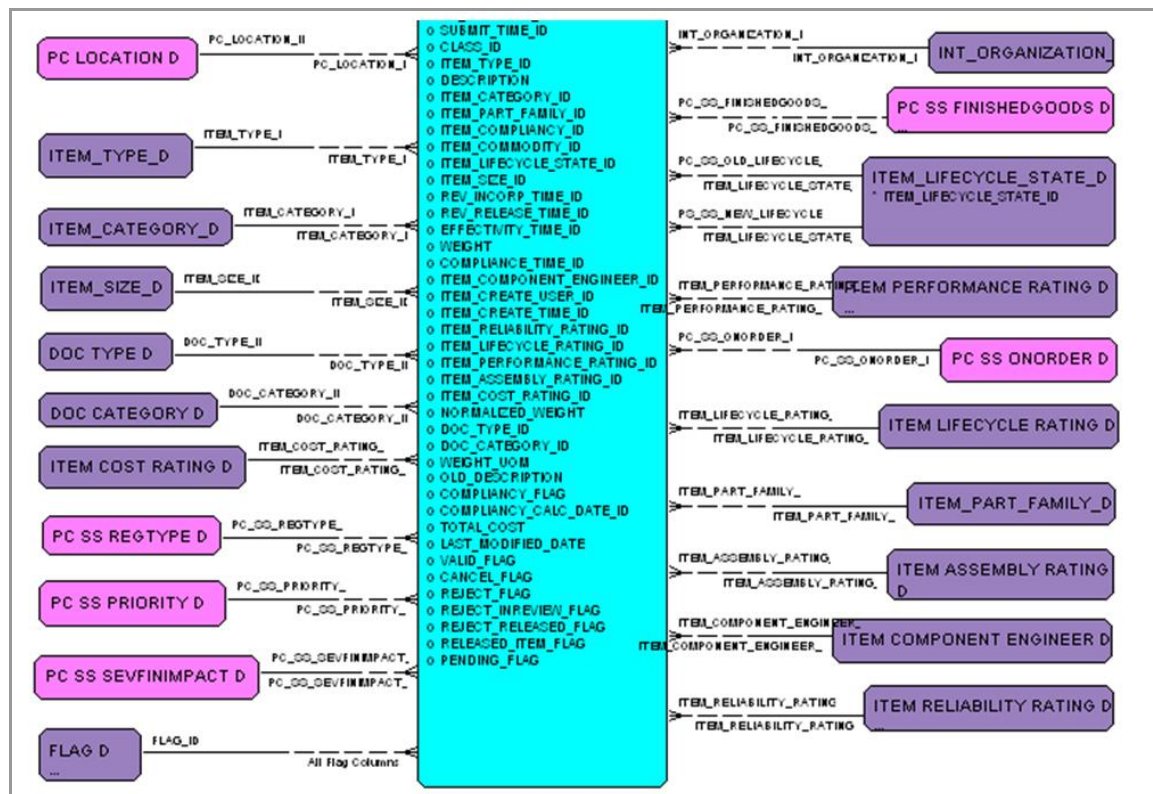 PC LOCATION D
PC_LOCATION_II
PC_LOCATION_I
ITEM_TYPE_D
ITEM_TYPE_I
ITEM_TYPE_I
ITEM_CATEGORY_D
ITEM_CATEGORY_I
ITEM_CATEGORY_I
ITEM_SIZE_D
ITEM_SIZE_II
ITEM_SIZE_II
DOC TYPE D
DOC_TYPE_II
DOC_TYPE_II
DOC CATEGORY D
DOC_CATEGORY_II
DOC_CATEGORY_II
ITEM COST RATING D
ITEM_COST_RATING_
ITEM_COST_RATING_
PC SS REGTYPE D
PC_SS_REGTYPE_
PC_SS_REGTYPE_
PC SS PRIORITY D
PC_SS_PRIORITY_
PC_SS_PRIORITY_
PC SS SEVFINIMPACT D
PC_SS_SEVFINIMPACT_
PC_SS_SEVFINIMPACT_
FLAG D
...
FLAG_ID
All Flag Columns
o SUBMIT_TIME_ID
o CLASS_ID
o ITEM_TYPE_ID
o DESCRIPTION
o ITEM_CATEGORY_ID
o ITEM_PART_FAMILY_ID
o ITEM_COMPLIANCY_ID
o ITEM_COMMODITY_ID
o ITEM_LIFECYCLE_STATE_ID
o ITEM_SIZE_ID
o REV_INCORP_TIME_ID
o REV_RELEASE_TIME_ID
o EFFECTIVITY_TIME_ID
o WEIGHT
o COMPLIANCE_TIME_ID
o ITEM_COMPONENT_ENGINEER_ID
o ITEM_CREATE_USER_ID
o ITEM_CREATE_TIME_ID
o ITEM_RELIABILITY_RATING_ID
o ITEM_LIFECYCLE_RATING_ID
o ITEM_PERFORMANCE_RATING_ID
o ITEM_ASSEMBLY_RATING_ID
o ITEM_COST_RATING_ID
o NORMALIZED_WEIGHT
o DOC_TYPE_ID
o DOC_CATEGORY_ID
o WEIGHT_UOM
o OLD_DESCRIPTION
o COMPLIANCY_FLAG
o COMPLIANCY_CALC_DATE_ID
o TOTAL_COST
o LAST_MODIFIED_DATE
o VALID_FLAG
o CANCEL_FLAG
o REJECT_FLAG
o REJECT_INREVIEW_FLAG
o REJECT_RELEASED_FLAG
o RELEASED_ITEM_FLAG
o PENDING_FLAG
INT_ORGANIZATION_I
INT_ORGANIZATION_I
INT_ORGANIZATION_
PC_SS_FINISHEDGOODS_
PC_SS_FINISHEDGOODS_
PC SS FINISHEDGOODS D
...
PC_SS_OLD_LIFECYCLE_
ITEM_LIFECYCLE_STATE_
PC_SS_NEW_LIFECYCLE
ITEM_LIFECYCLE_STATE_
ITEM_LIFECYCLE_STATE_D
* ITEM_LIFECYCLE_STATE_ID
ITEM_PERFORMANCE_RATING_
ITEM_PERFORMANCE_RATING_
ITEM PERFORMANCE RATING D
...
PC_SS_ONORDER_I
PC_SS_ONORDER_I
PC SS ONORDER D
ITEM_LIFECYCLE_RATING_
ITEM_LIFECYCLE_RATING_
ITEM LIFECYCLE RATING D
ITEM_PART_FAMILY_
ITEM_PART_FAMILY_
ITEM_PART_FAMILY_D
ITEM_ASSEMBLY_RATING_
ITEM_ASSEMBLY_RATING_
ITEM ASSEMBLY RATING
D
ITEM_COMPONENT_ENGINEER_
ITEM_COMPONENT_ENGINEER_
ITEM COMPONENT ENGINEER D
ITEM_RELIABILITY_RATING
ITEM_RELIABILITY_RATING
ITEM RELIABILITY RATING D
...